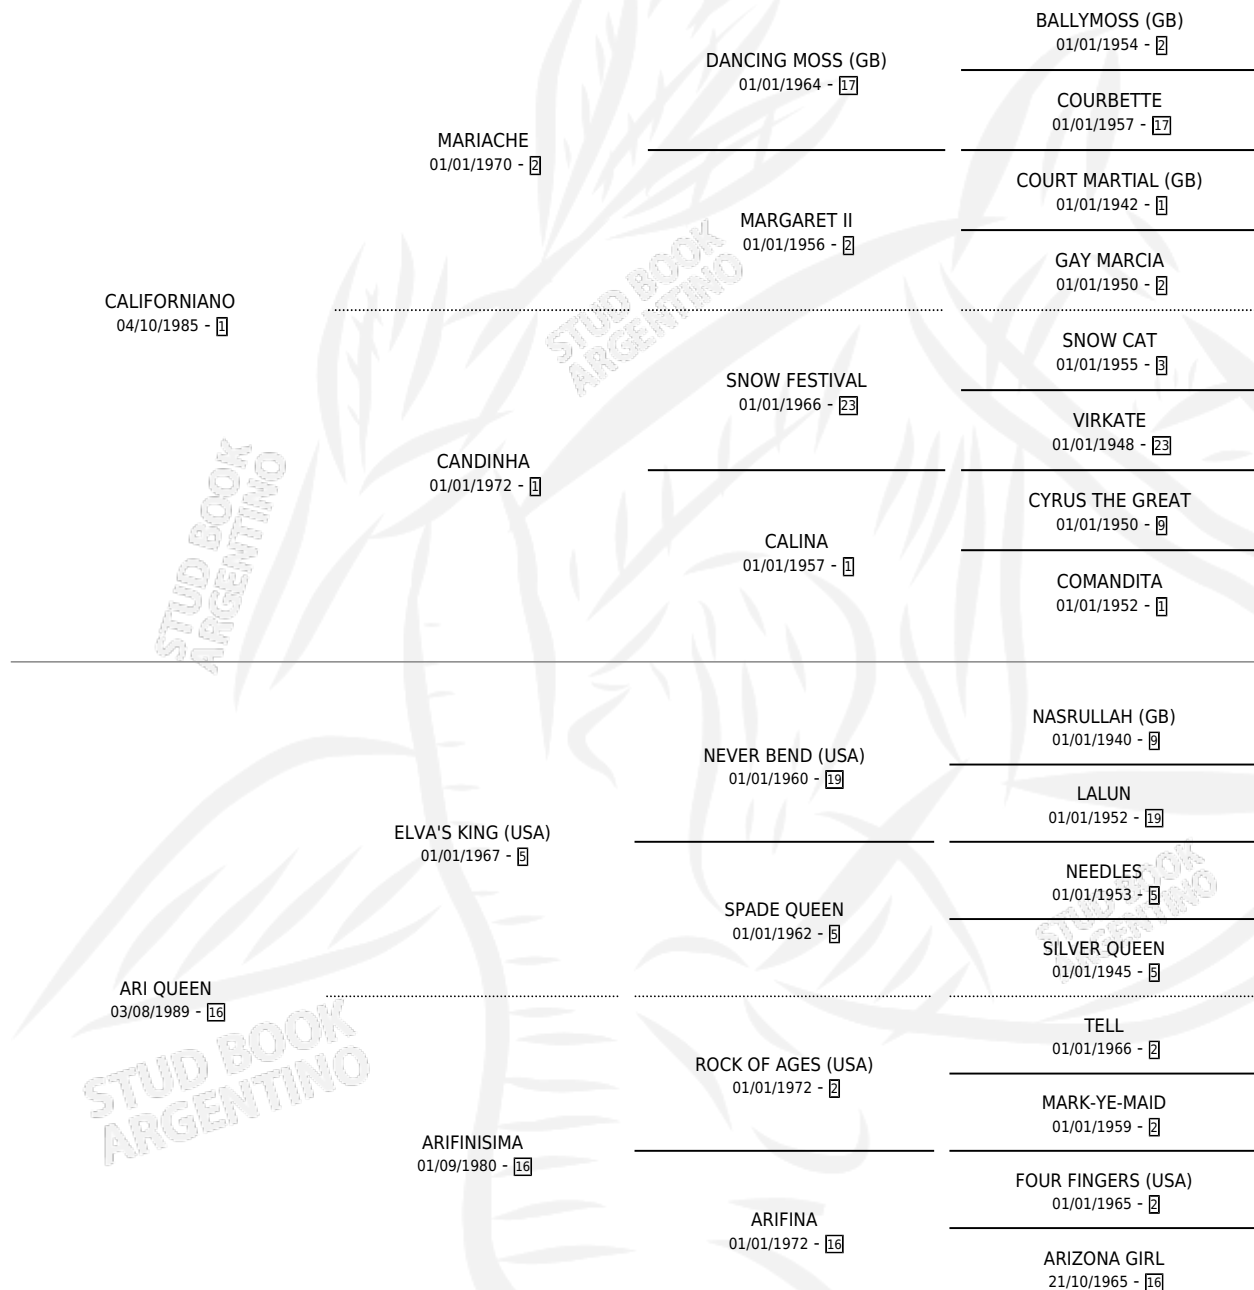 BALLYMOSS (GB)
01/01/1954 - 2
DANCING MOSS (GB)
01/01/1964 - 17
COURBETTE
01/01/1957 - 17
MARIACHE
01/01/1970 - 2
COURT MARTIAL (GB)
01/01/1942 - 1
MARGARET II
01/01/1956 - 2
GAY MARCIA
01/01/1950 - 2
CALIFORNIANO
04/10/1985 - 1
SNOW CAT
01/01/1955 - 3
SNOW FESTIVAL
01/01/1966 - 23
VIRKATE
01/01/1948 - 23
CANDINHA
01/01/1972 - 1
CYRUS THE GREAT
01/01/1950 - 9
CALINA
01/01/1957 - 1
COMANDITA
01/01/1952 - 1
NASRULLAH (GB)
01/01/1940 - 9
NEVER BEND (USA)
01/01/1960 - 19
LALUN
01/01/1952 - 19
ELVA'S KING (USA)
01/01/1967 - 5
NEEDLES
01/01/1953 - 5
SPADE QUEEN
01/01/1962 - 5
SILVER QUEEN
01/01/1945 - 5
ARI QUEEN
03/08/1989 - 16
TELL
01/01/1966 - 2
ROCK OF AGES (USA)
01/01/1972 - 2
MARK-YE-MAID
01/01/1959 - 2
ARIFINISIMA
01/09/1980 - 16
FOUR FINGERS (USA)
01/01/1965 - 2
ARIFINA
01/01/1972 - 16
ARIZONA GIRL
21/10/1965 - 16
STUD BOOK
ARGENTINO
STUD BOOK
ARGENTINO
STUD BOOK
ARGENTINO
STUD BOOK
ARGENTINO